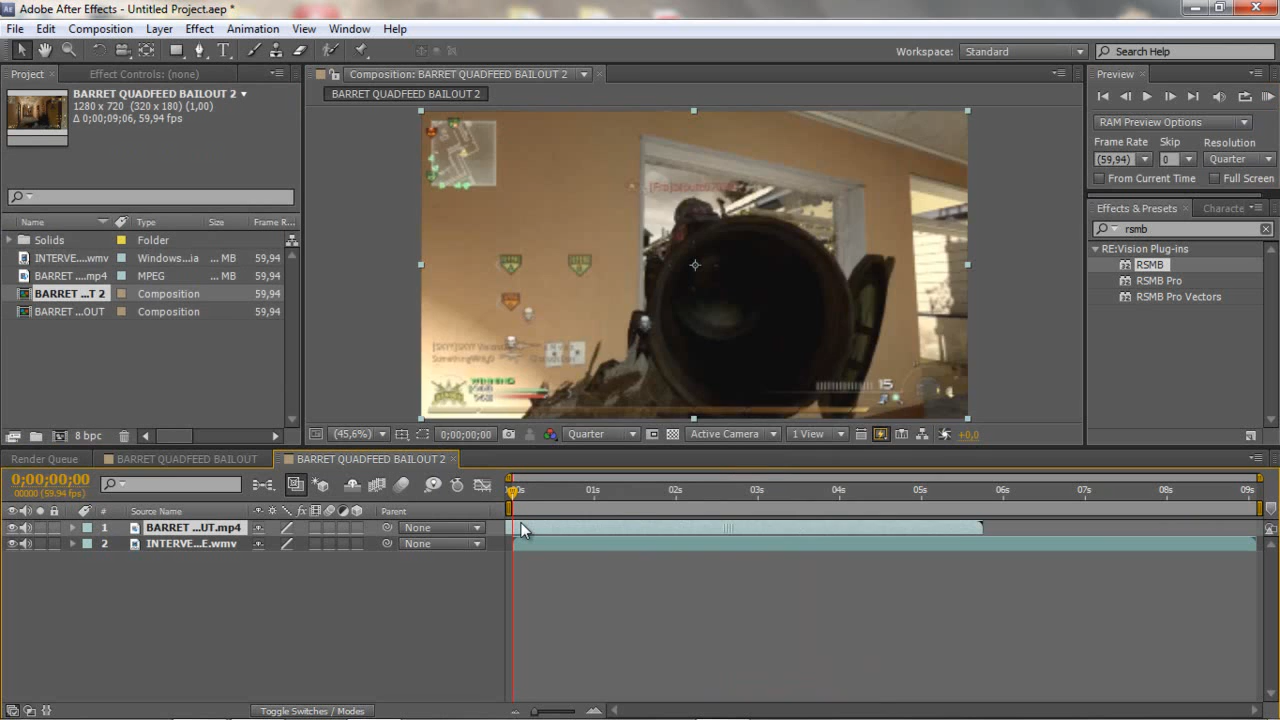 Adobe After Effects - Untitled Project.aep *
File Edit Composition Layer Effect Animation View Window Help
Workspace: Standard Search Help
Project Effect Controls: (none)
Composition: BARRET QUADFEED BAILOUT 2
Preview
BARRET QUADFEED BAILOUT 2
1280 x 720 (320 x 180) (1,00)
Δ 0;00;09;06, 59,94 fps
BARRET QUADFEED BAILOUT 2
RAM Preview Options
Frame Rate Skip Resolution
(59,94) 0 Quarter
From Current Time Full Screen
Effects & Presets Characte
rsmb
RE:Vision Plug-ins
RSMB
RSMB Pro
RSMB Pro Vectors
Name Type Size Frame R...
Solids Folder
INTERVE....wmv Windows...ia ... MB 59,94
BARRET ....mp4 MPEG ... MB 59,94
BARRET ...T 2 Composition 59,94
BARRET ...OUT Composition 59,94
WINNING
15
8 bpc
(45,6%) 0;00;00;00 Quarter Active Camera 1 View +0,0
Render Queue BARRET QUADFEED BAILOUT BARRET QUADFEED BAILOUT 2
0;00;00;00
00000 (59.94 fps)
01s 02s 03s 04s 05s 06s 07s 08s 09s
# Source Name fx Parent
1 BARRET ...UT.mp4 None
2 INTERVE...E.wmv None
Toggle Switches / Modes